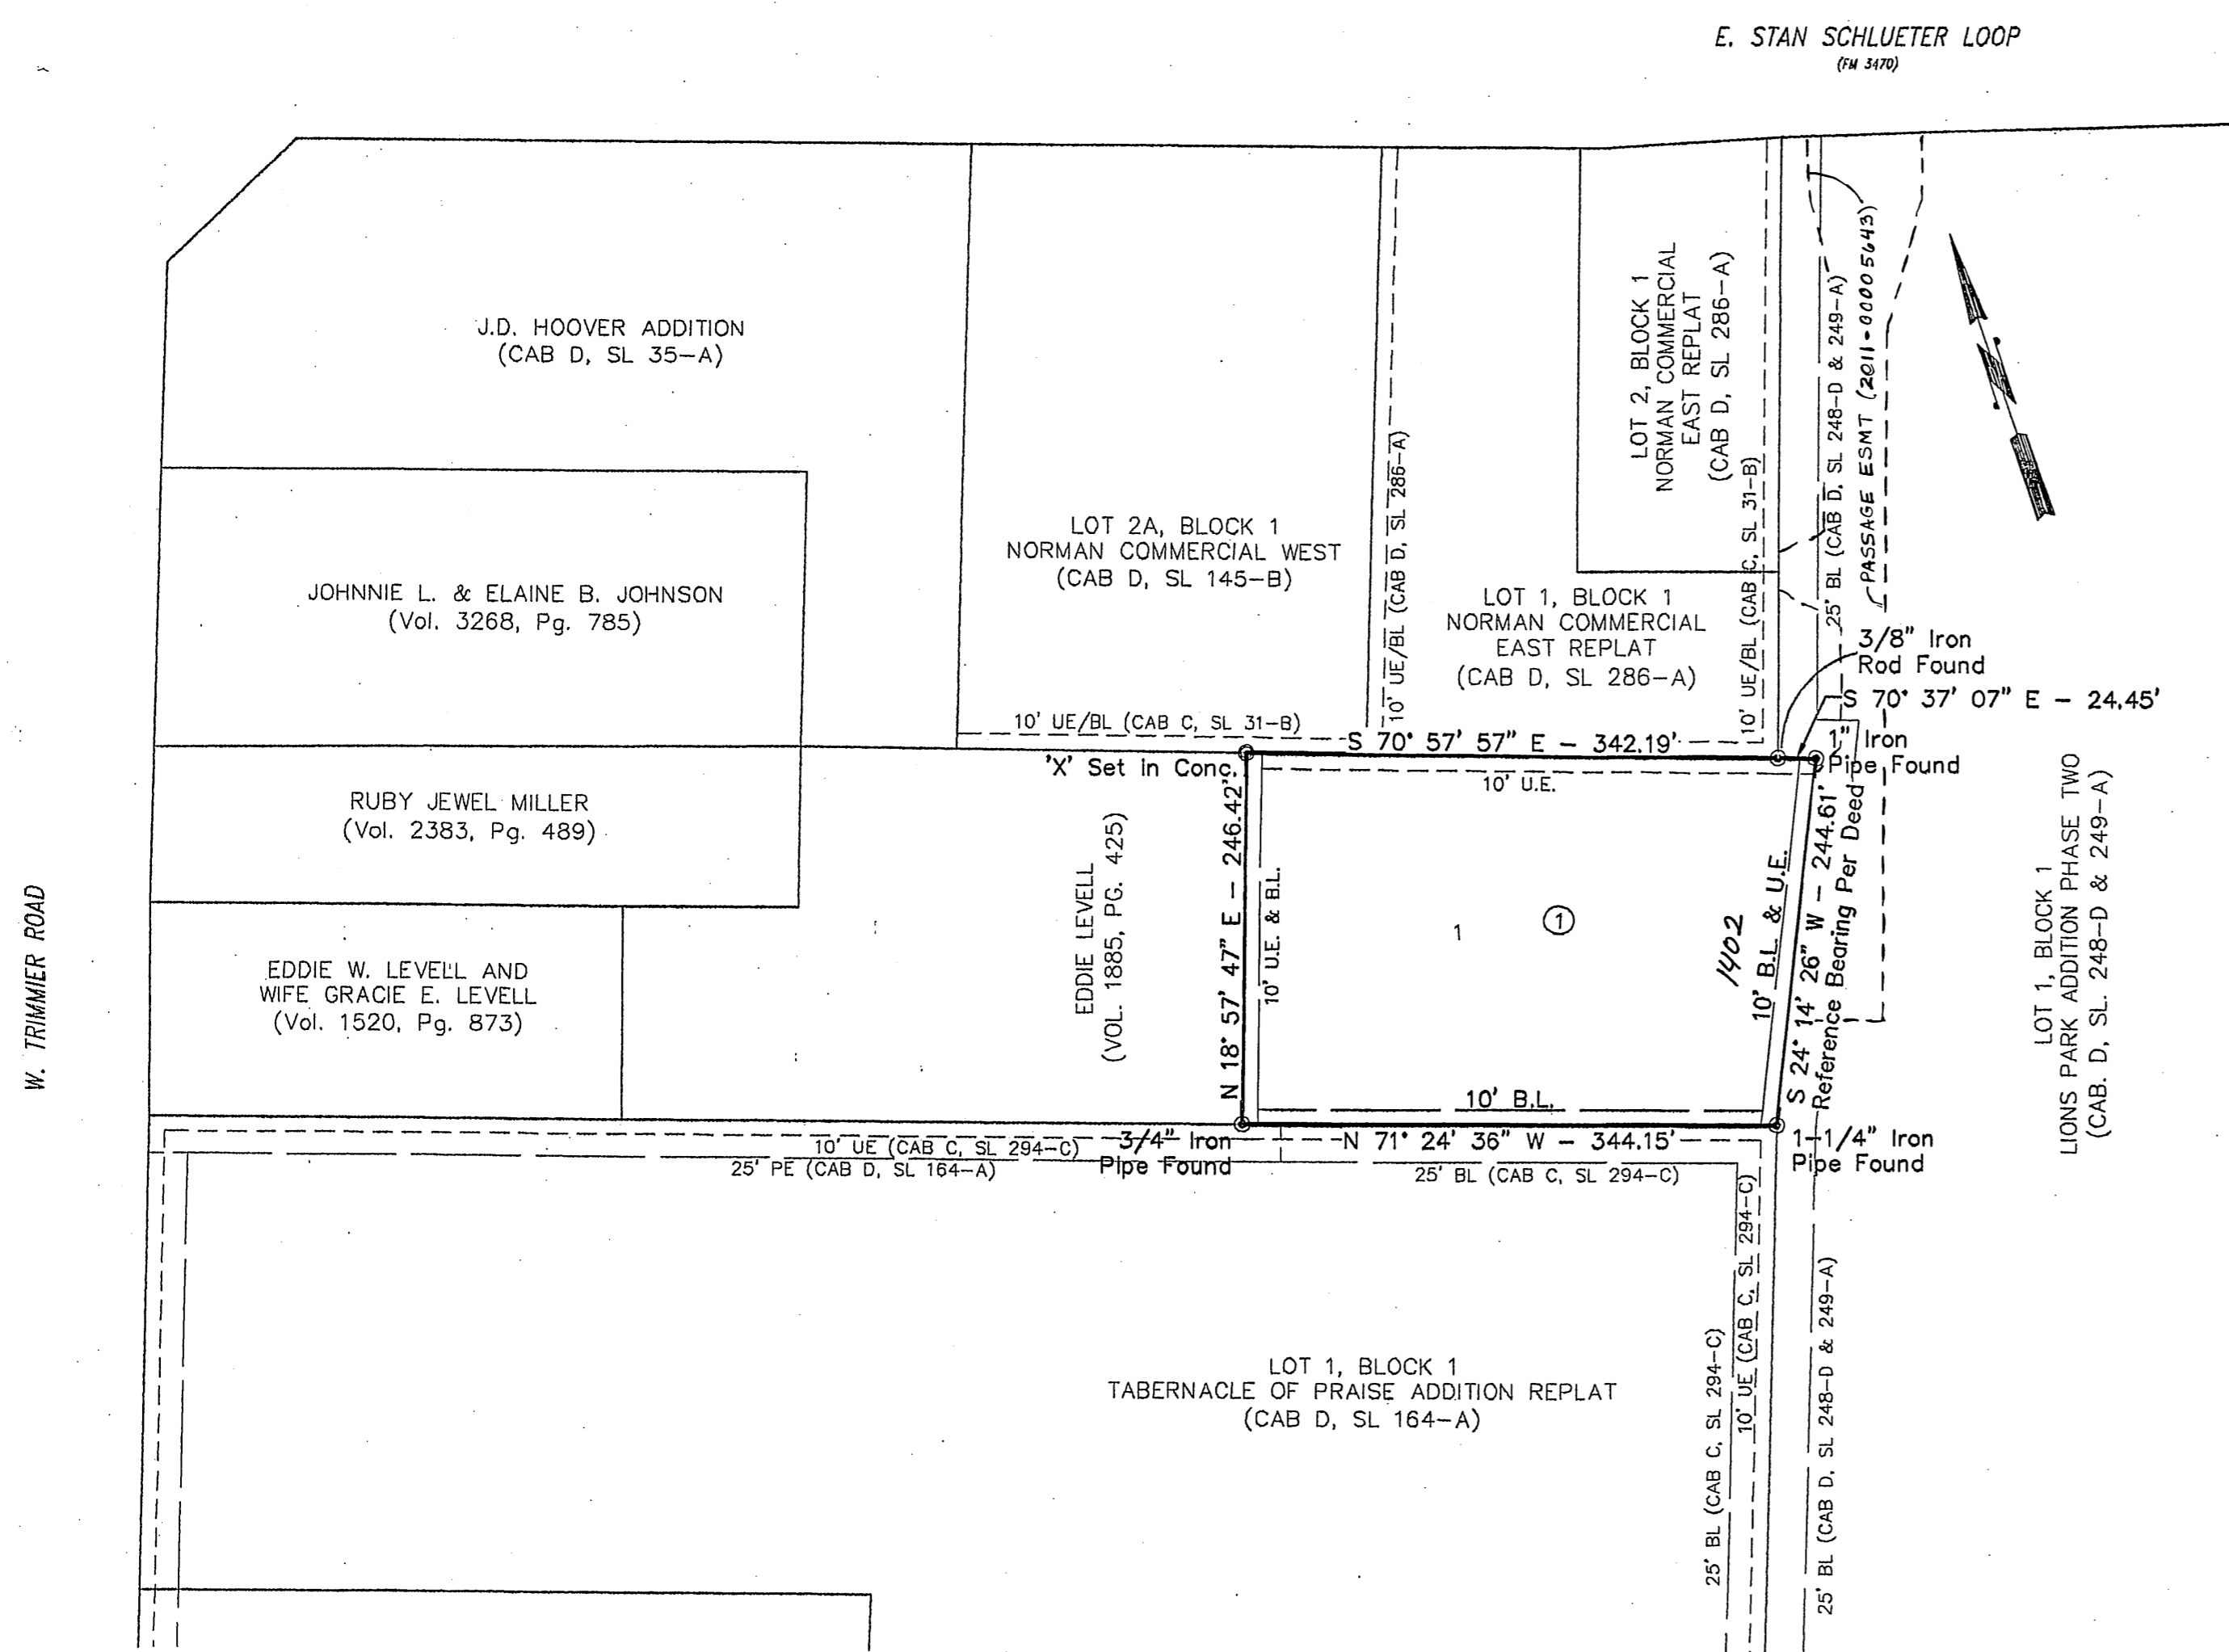 E. STAN SCHLUETER LOOP
(FM 3470)
J.D. HOOVER ADDITION
(CAB D, SL 35-A)
LOT 2, BLOCK 1
NORMAN COMMERCIAL
EAST REPLAT
(CAB D, SL 286-A)
25' BL (CAB D, SL 248-D & 249-A)
PASSAGE ESMT (2011-00005643)
10' UE/BL (CAB D, SL 286-A)
10' UE/BL (CAB C, SL 31-B)
LOT 2A, BLOCK 1
NORMAN COMMERCIAL WEST
(CAB D, SL 145-B)
JOHNNIE L. & ELAINE B. JOHNSON
(Vol. 3268, Pg. 785)
LOT 1, BLOCK 1
NORMAN COMMERCIAL
EAST REPLAT
(CAB D, SL 286-A)
3/8" Iron
Rod Found
S 70° 37' 07" E - 24.45'
10' UE/BL (CAB C, SL 31-B)
S 70° 57' 57" E - 342.19'
1" Iron
Pipe Found
'X' Set in Conc.
10' U.E.
RUBY JEWEL MILLER
(Vol. 2383, Pg. 489)
EDDIE LEVELL
(VOL. 1885, PG. 425)
N 18° 57' 47" E - 246.42'
10' U.E. & B.L.
1
1
1402
10' B.L. & U.E.
S 24° 14' 26" W - 244.61'
Reference Bearing Per Deed
LOT 1, BLOCK 1
LIONS PARK ADDITION PHASE TWO
(CAB. D, SL. 248-D & 249-A)
W. TRIMMIER ROAD
EDDIE W. LEVELL AND
WIFE GRACIE E. LEVELL
(Vol. 1520, Pg. 873)
10' B.L.
10' UE (CAB C, SL 294-C)
25' PE (CAB D, SL 164-A)
3/4" Iron
Pipe Found
N 71° 24' 36" W - 344.15'
25' BL (CAB C, SL 294-C)
1-1/4" Iron
Pipe Found
LOT 1, BLOCK 1
TABERNACLE OF PRAISE ADDITION REPLAT
(CAB D, SL 164-A)
25' BL (CAB C, SL 294-C)
10' UE (CAB C, SL 294-C)
25' BL (CAB D, SL 248-D & 249-A)